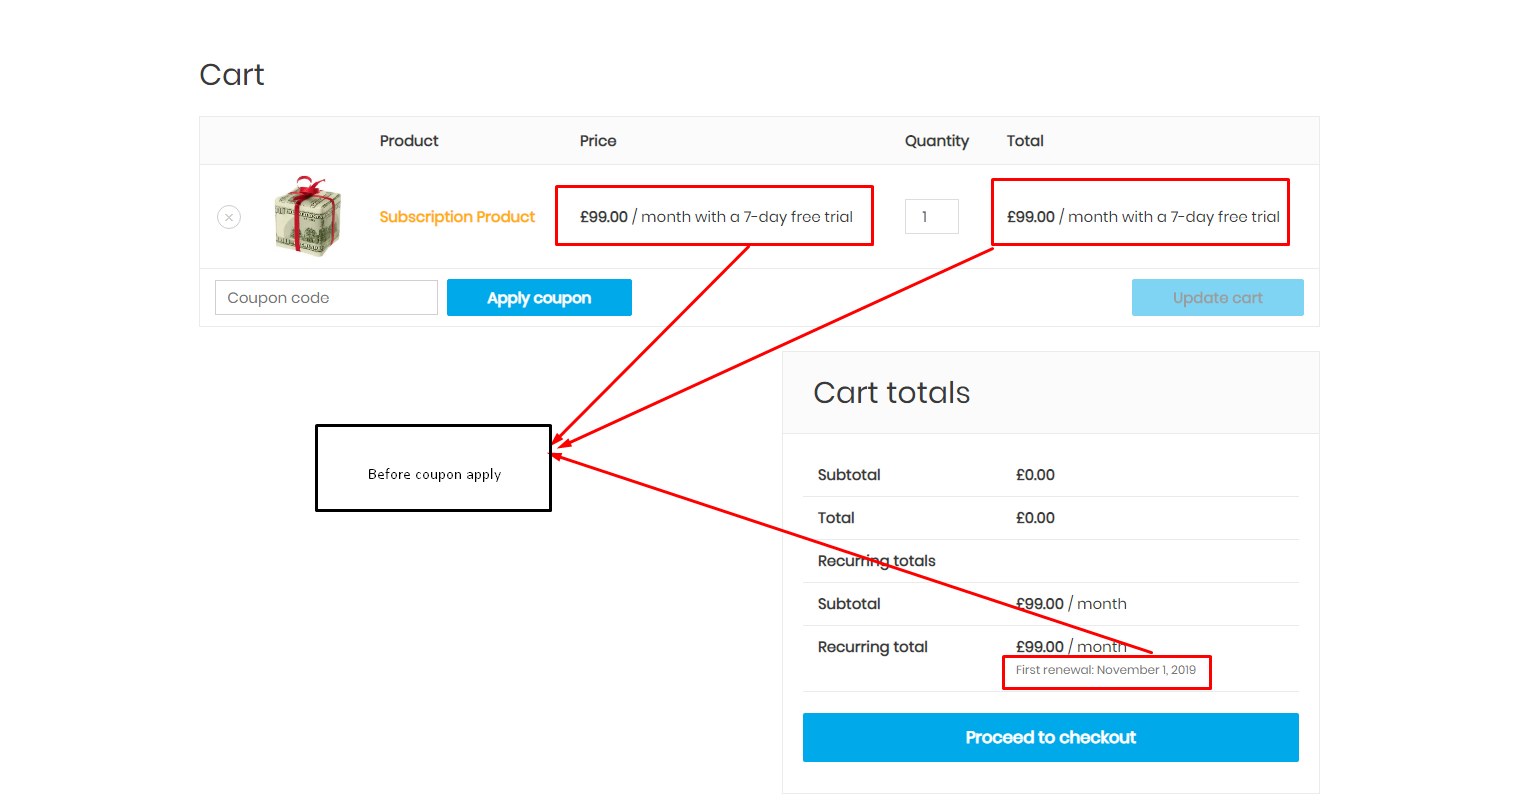 Cart
Product Price Quantity Total
× Subscription Product £99.00 / month with a 7-day free trial 1 £99.00 / month with a 7-day free trial
Coupon code Apply coupon Update cart
Cart totals
Before coupon apply
Subtotal £0.00
Total £0.00
Recurring totals
Subtotal £99.00 / month
Recurring total £99.00 / month
First renewal: November 1, 2019
Proceed to checkout